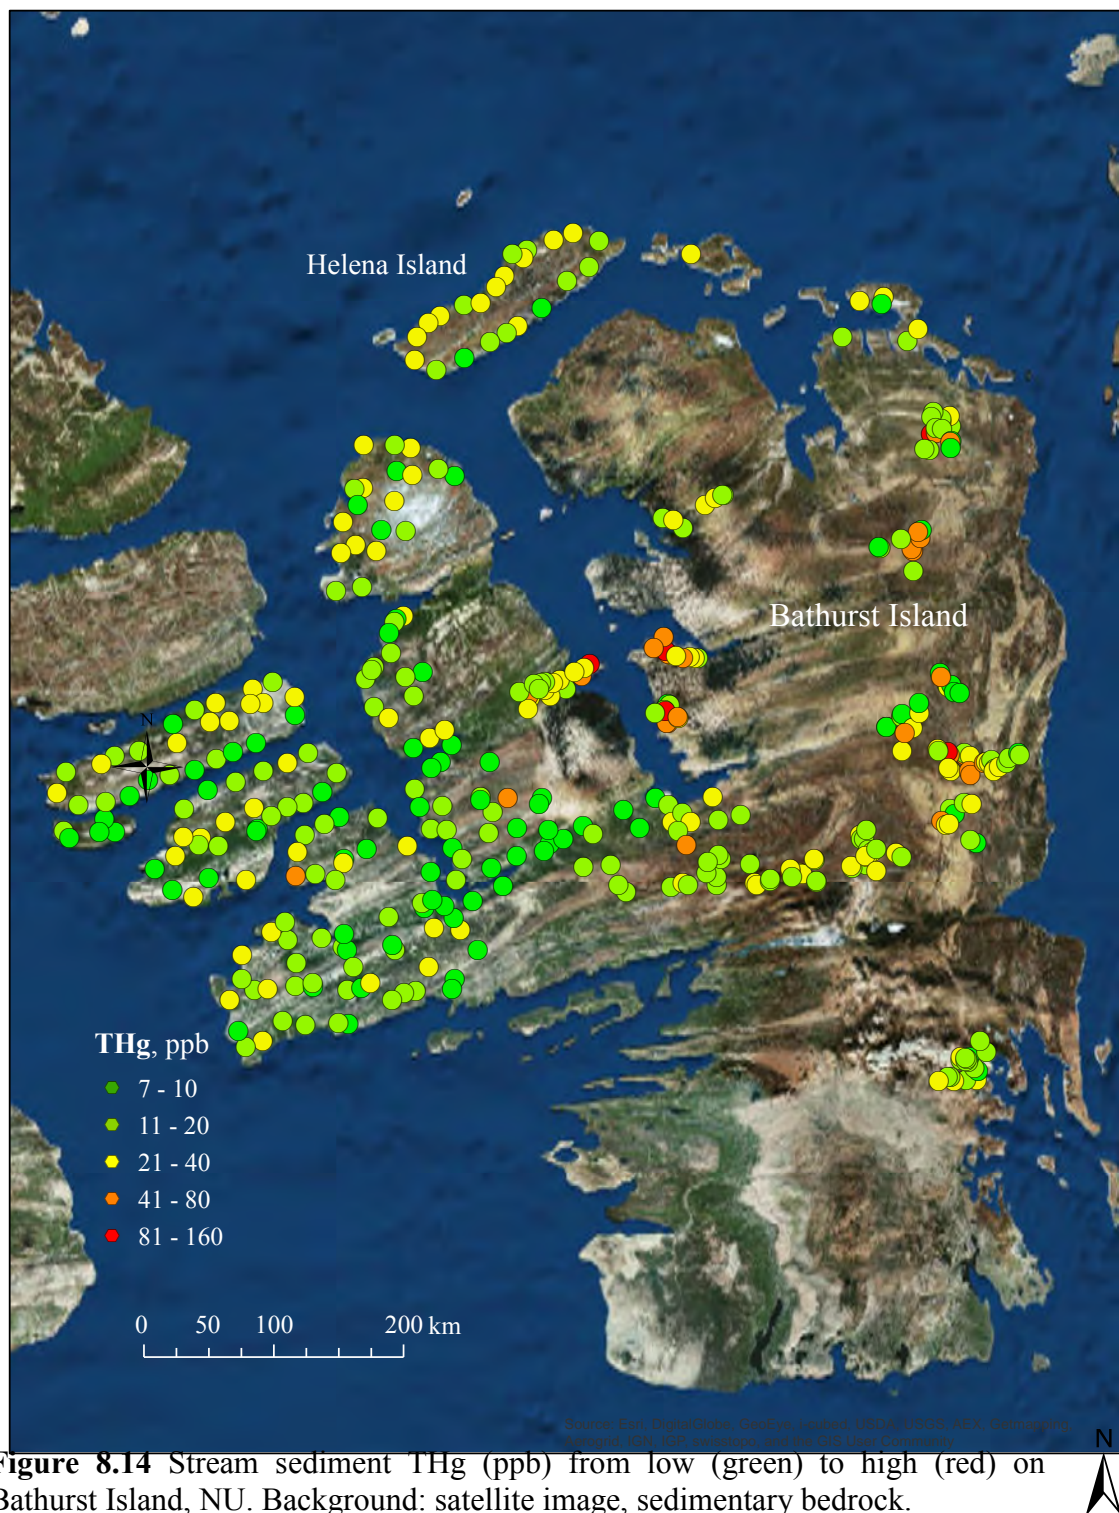 Helena Island
Bathurst Island
N
THg, ppb
7 - 10
11 - 20
21 - 40
41 - 80
81 - 160
0 50 100 200 km
N
Figure 8.14 Stream sediment THg (ppb) from low (green) to high (red) on
Bathurst Island, NU. Background: satellite image, sedimentary bedrock.